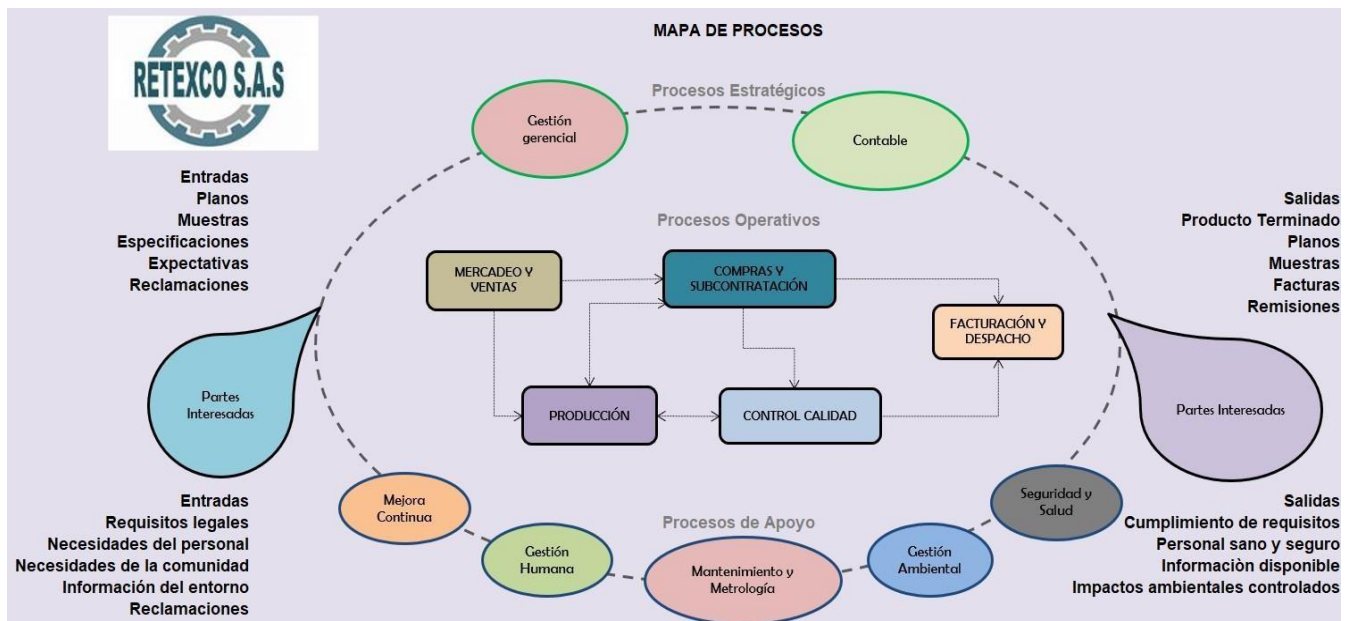 MAPA DE PROCESOS
RETEXCO S.A.S
Procesos Estratégicos
Gestión
gerencial
Contable
Entradas
Planos
Muestras
Especificaciones
Expectativas
Reclamaciones
Salidas
Producto Terminado
Planos
Muestras
Facturas
Remisiones
Procesos Operativos
MERCADEO Y
VENTAS
COMPRAS Y
SUBCONTRATACIÓN
FACTURACIÓN Y
DESPACHO
PRODUCCIÓN
CONTROL CALIDAD
Partes
Interesadas
Partes Interesadas
Entradas
Requisitos legales
Necesidades del personal
Necesidades de la comunidad
Información del entorno
Reclamaciones
Mejora
Continua
Gestión
Humana
Procesos de Apoyo
Mantenimiento y
Metrología
Gestión
Ambiental
Seguridad y
Salud
Salidas
Cumplimiento de requisitos
Personal sano y seguro
Informaciòn disponible
Impactos ambientales controlados